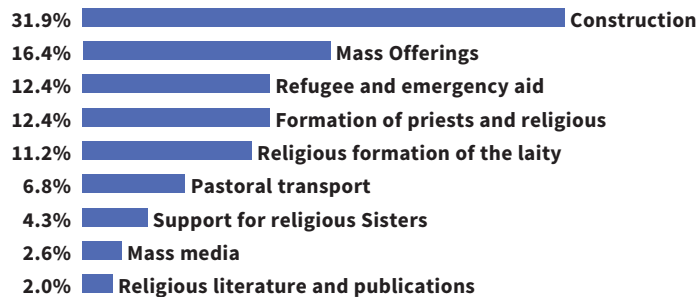 31.9% Construction
16.4% Mass Offerings
12.4% Refugee and emergency aid
12.4% Formation of priests and religious
11.2% Religious formation of the laity
6.8% Pastoral transport
4.3% Support for religious Sisters
2.6% Mass media
2.0% Religious literature and publications